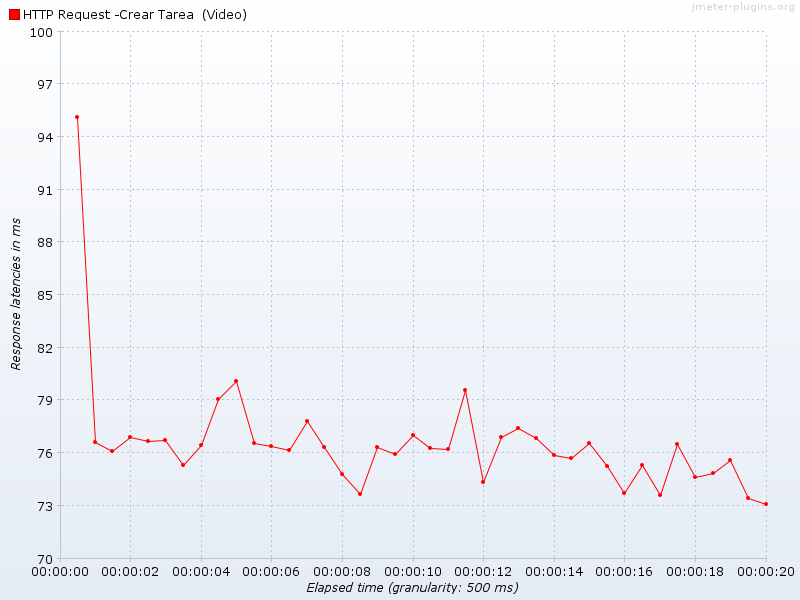 jmeter-plugins.org
HTTP Request -Crear Tarea  (Video)
100
97
94
91
88
85
82
79
76
73
70
Response latencies in ms
00:00:00 00:00:02 00:00:04 00:00:06 00:00:08 00:00:10 00:00:12 00:00:14 00:00:16 00:00:18 00:00:20
Elapsed time (granularity: 500 ms)